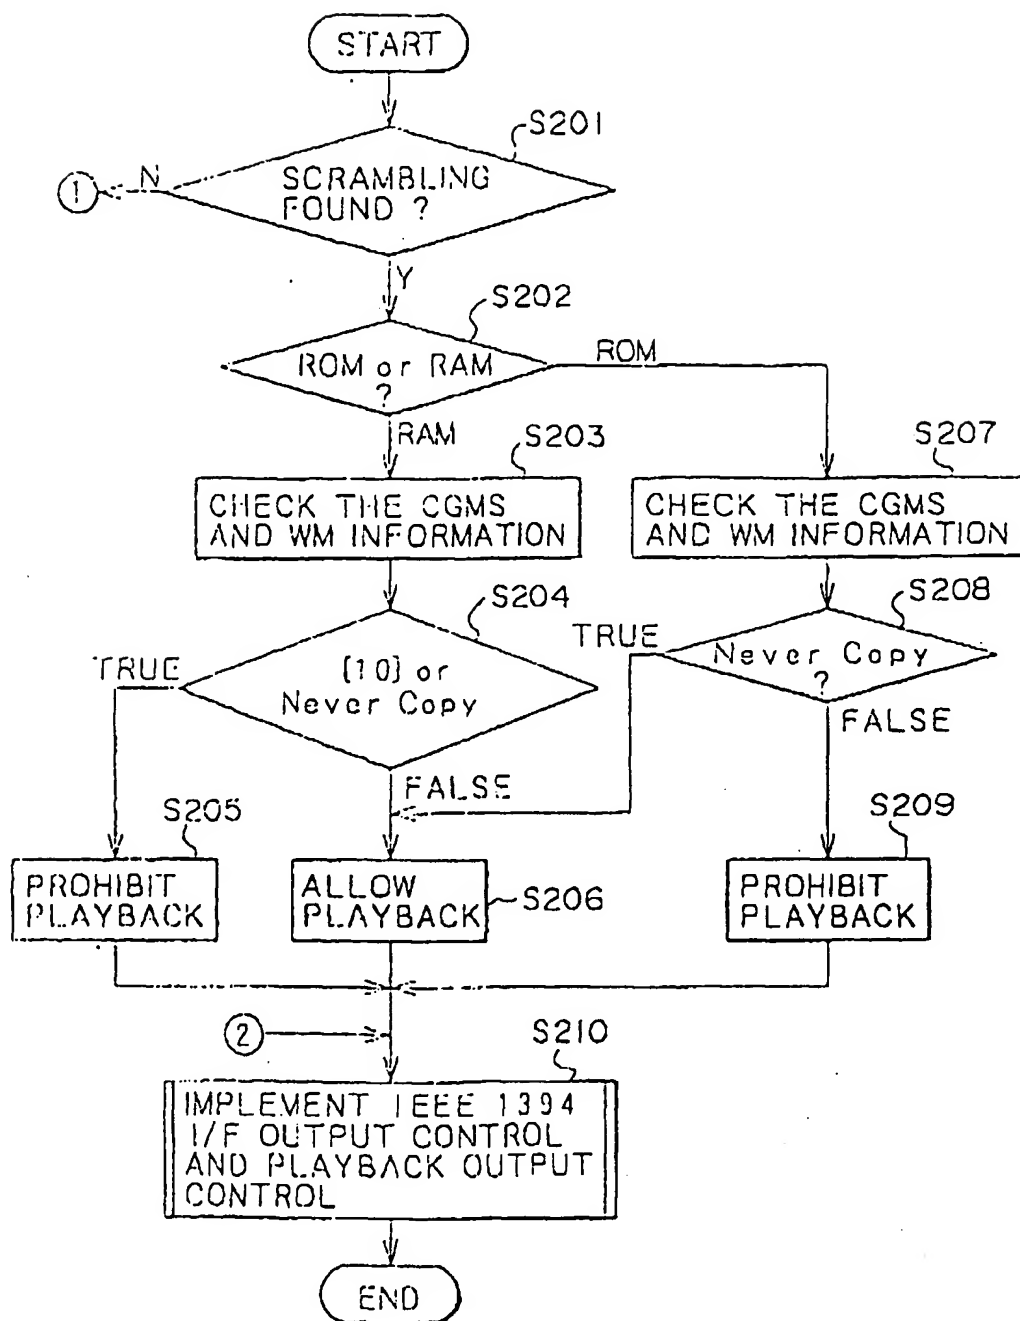 START
S201
SCRAMBLING
FOUND ?
N
1
Y
S202
ROM or RAM
?
ROM
RAM
S203
CHECK THE CGMS
AND WM INFORMATION
S207
CHECK THE CGMS
AND WM INFORMATION
S204
[10] or
Never Copy
TRUE
FALSE
S208
Never Copy
?
TRUE
FALSE
S205
PROHIBIT
PLAYBACK
ALLOW
PLAYBACK
S206
S209
PROHIBIT
PLAYBACK
2
S210
IMPLEMENT IEEE 1394
I/F OUTPUT CONTROL
AND PLAYBACK OUTPUT
CONTROL
END